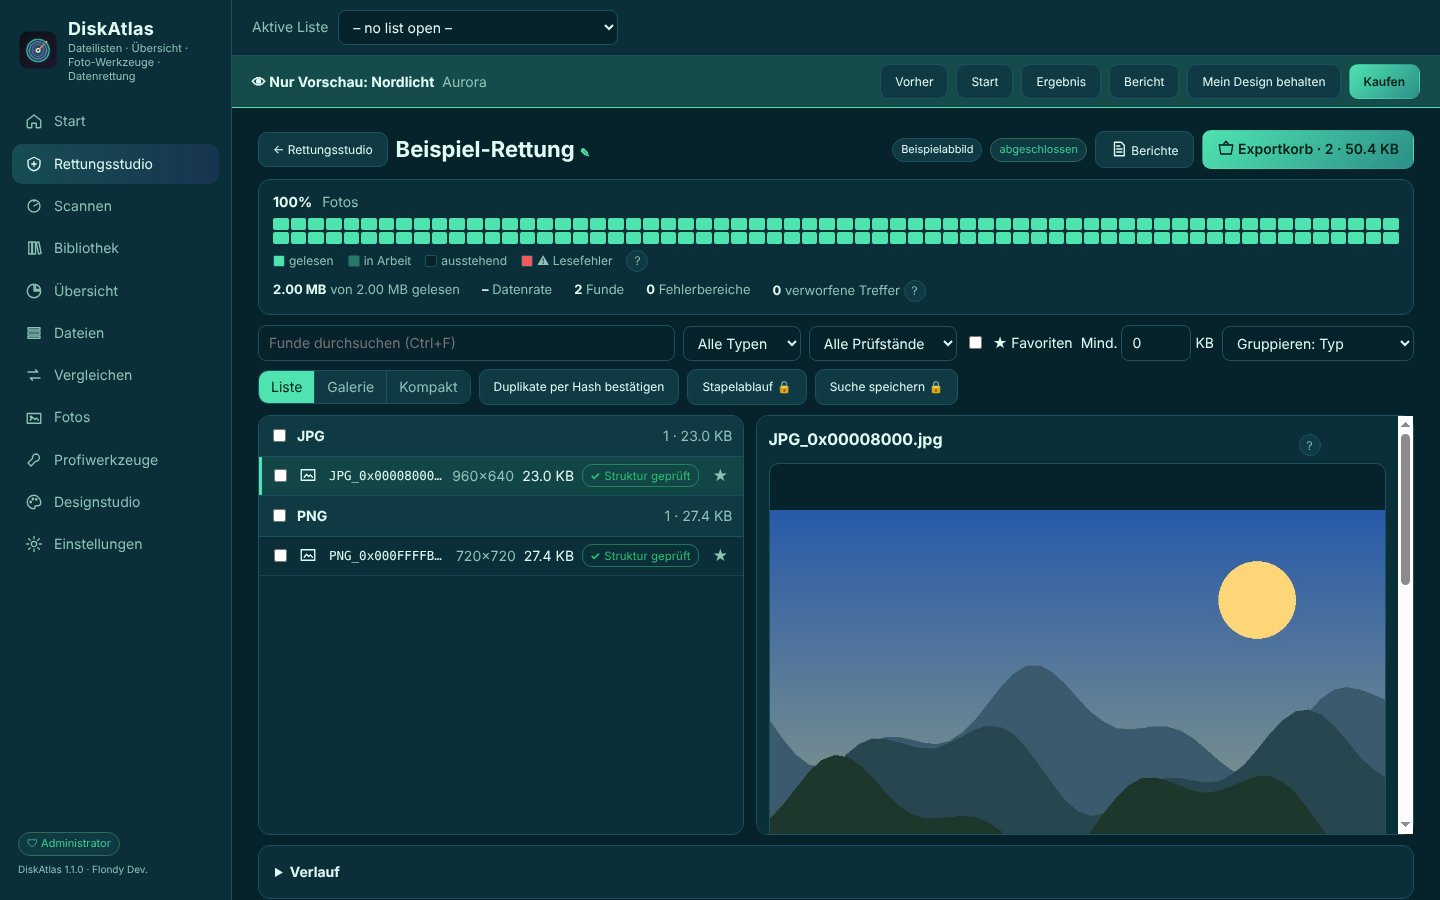 DiskAtlas
Dateilisten · Übersicht ·
Foto-Werkzeuge ·
Datenrettung
Start
Rettungsstudio
Scannen
Bibliothek
Übersicht
Dateien
Vergleichen
Fotos
Profiwerkzeuge
Designstudio
Einstellungen
Administrator
DiskAtlas 1.1.0 · Flondy Dev.
Aktive Liste – no list open –
Nur Vorschau: Nordlicht Aurora Vorher Start Ergebnis Bericht Mein Design behalten Kaufen
← Rettungsstudio Beispiel-Rettung Beispielabbild abgeschlossen Berichte Exportkorb · 2 · 50.4 KB
100% Fotos
gelesen in Arbeit ausstehend Lesefehler ?
2.00 MB von 2.00 MB gelesen – Datenrate 2 Funde 0 Fehlerbereiche 0 verworfene Treffer ?
Funde durchsuchen (Ctrl+F) Alle Typen Alle Prüfstände ★ Favoriten Mind. 0 KB Gruppieren: Typ
Liste Galerie Kompakt Duplikate per Hash bestätigen Stapelablauf Suche speichern
JPG 1 · 23.0 KB
JPG_0x00008000… 960×640 23.0 KB ✓ Struktur geprüft ★
PNG 1 · 27.4 KB
PNG_0x000FFFFB… 720×720 27.4 KB ✓ Struktur geprüft ★
JPG_0x00008000.jpg ?
Verlauf